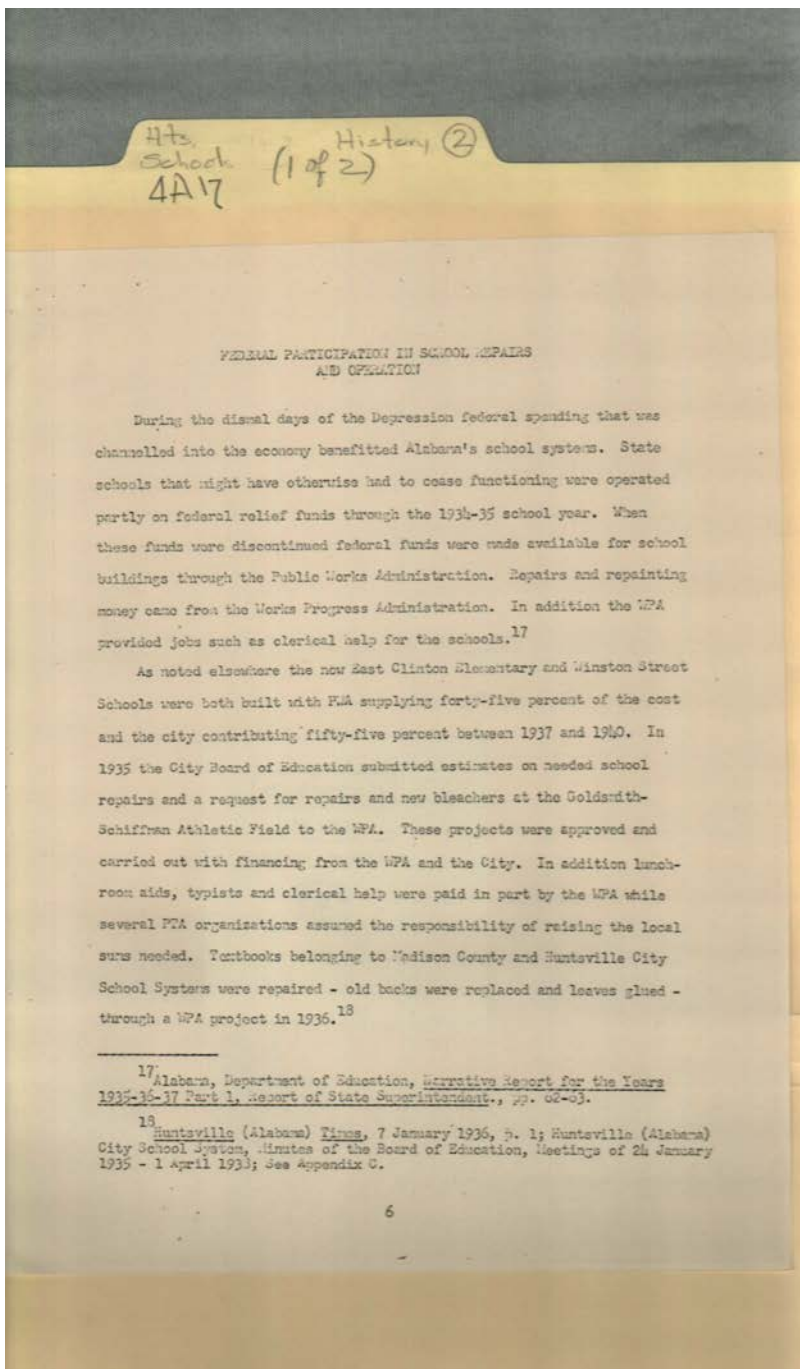 Hts. History ②
School (1 of 2)
4A17
FEDERAL PARTICIPATION IN SCHOOL REPAIRS
AND OPERATION
During the dismal days of the Depression federal spending that was
channelled into the economy benefitted Alabama's school systems. State
schools that might have otherwise had to cease functioning were operated
partly on federal relief funds through the 1934-35 school year. When
these funds were discontinued federal funds were made available for school
buildings through the Public Works Administration. Repairs and repainting
money came from the Works Progress Administration. In addition the WPA
provided jobs such as clerical help for the schools.17
As noted elsewhere the new East Clinton Elementary and Winston Street
Schools were both built with PWA supplying forty-five percent of the cost
and the city contributing fifty-five percent between 1937 and 1940. In
1935 the City Board of Education submitted estimates on needed school
repairs and a request for repairs and new bleachers at the Goldsmith-
Schiffman Athletic Field to the WPA. These projects were approved and
carried out with financing from the WPA and the City. In addition lunch-
room aids, typists and clerical help were paid in part by the WPA while
several PTA organizations assumed the responsibility of raising the local
sums needed. Textbooks belonging to Madison County and Huntsville City
School Systems were repaired - old backs were replaced and leaves glued -
through a WPA project in 1936.18
17Alabama, Department of Education, Narrative Report for the Years
1935-36-37 Part 1, Report of State Superintendent., pp. 62-63.
18Huntsville (Alabama) Times, 7 January 1936, p. 1; Huntsville (Alabama)
City School System, Minutes of the Board of Education, Meetings of 24 January
1935 - 1 April 1938; See Appendix C.
6